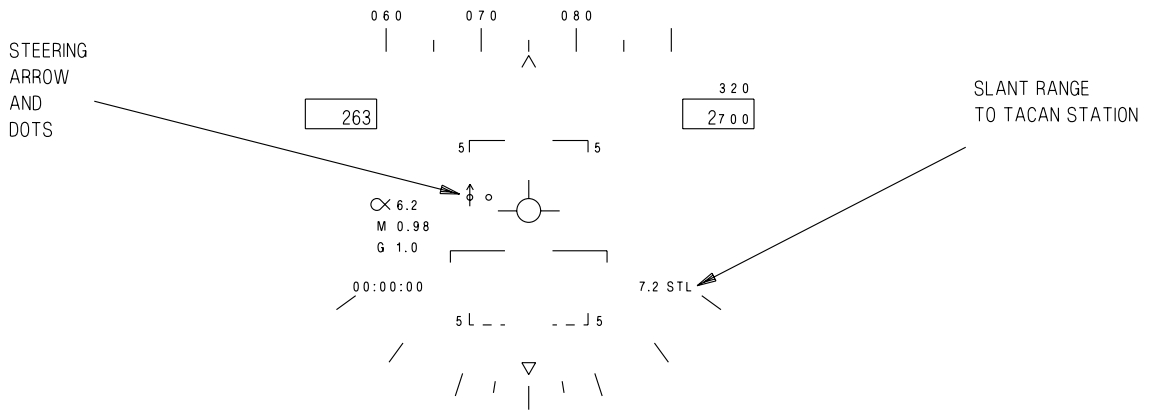 060 070 080
STEERING
ARROW
AND
DOTS
SLANT RANGE
TO TACAN STATION
320
263
2700
5 5
α 6.2
M 0.98
G 1.0
00:00:00
7.2 STL
5 5